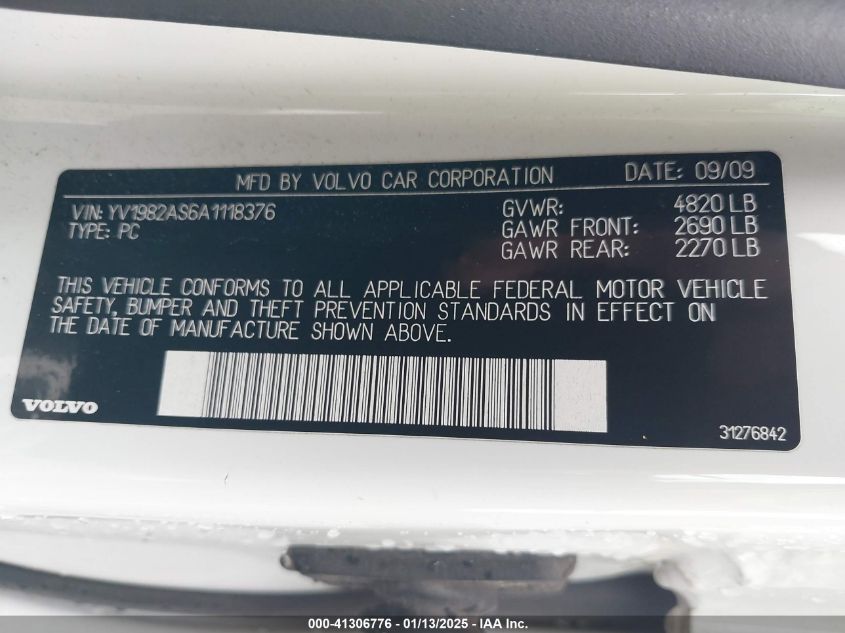 MFD BY VOLVO CAR CORPORATION DATE: 09/09
VIN: YV1982AS6A1118376 GVWR: 4820 LB
TYPE: PC GAWR FRONT: 2690 LB
GAWR REAR: 2270 LB
THIS VEHICLE CONFORMS TO ALL APPLICABLE FEDERAL MOTOR VEHICLE
SAFETY, BUMPER AND THEFT PREVENTION STANDARDS IN EFFECT ON
THE DATE OF MANUFACTURE SHOWN ABOVE.
VOLVO
31276842
000-41306776 - 01/13/2025 - IAA Inc.